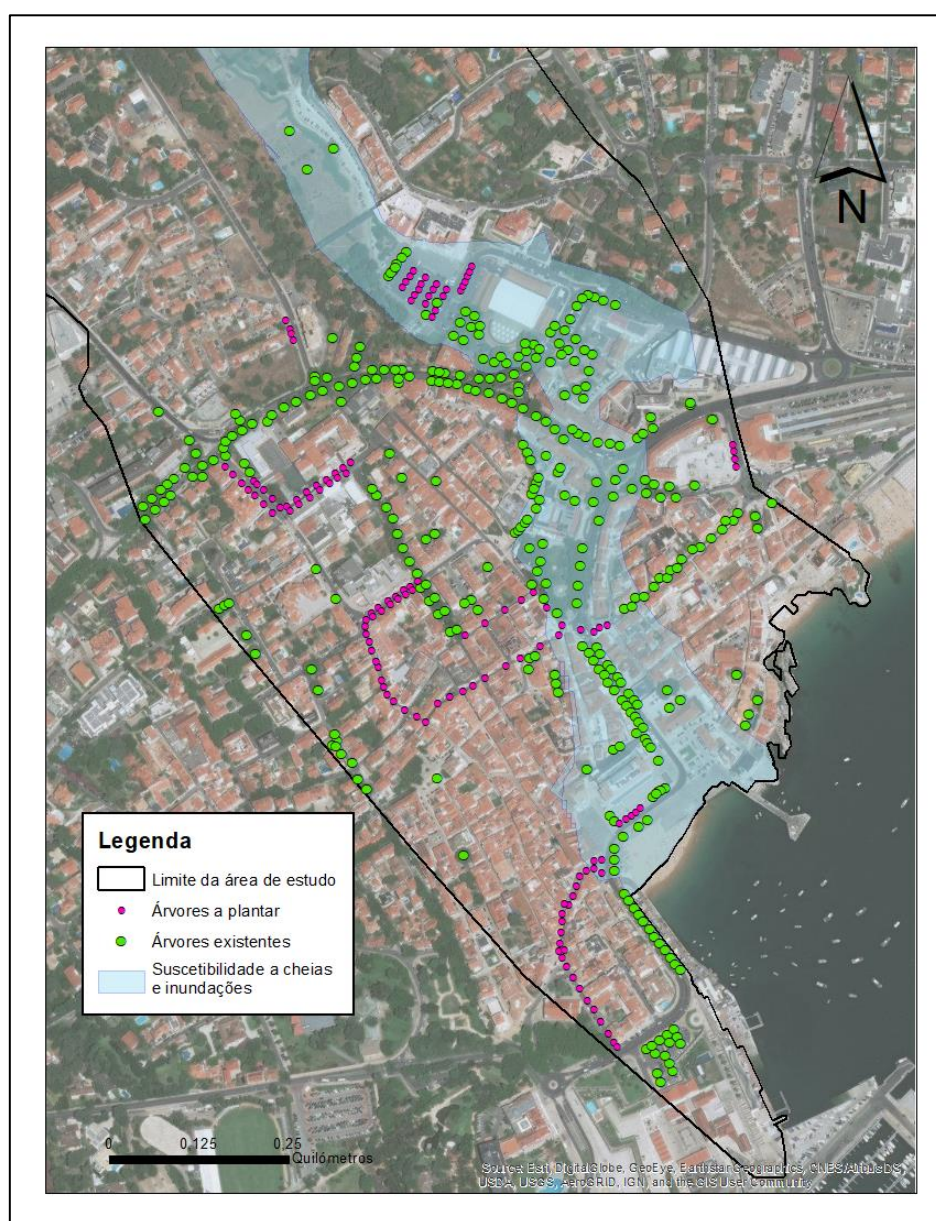 N
Legenda
Limite da área de estudo
Árvores a plantar
Árvores existentes
Suscetibilidade a cheias
e inundações
0 0,125 0,25
Quilómetros
Source: Esri, DigitalGlobe, GeoEye, Earthstar Geographics, CNES/Airbus DS,
USDA, USGS, AeroGRID, IGN, and the GIS User Community